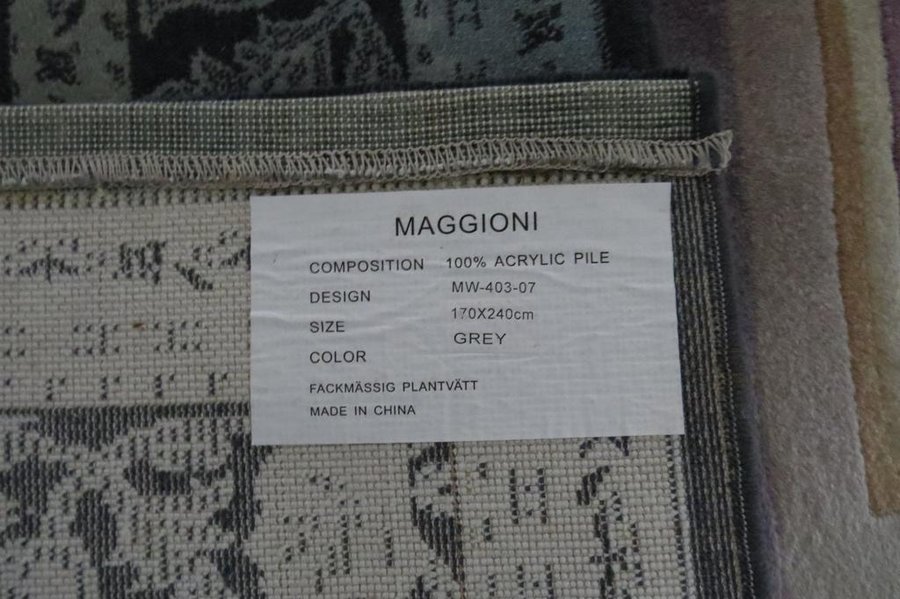 MAGGIONI
COMPOSITION 100% ACRYLIC PILE
DESIGN MW-403-07
SIZE 170X240cm
COLOR GREY
FACKMÄSSIG PLANTVÄTT
MADE IN CHINA